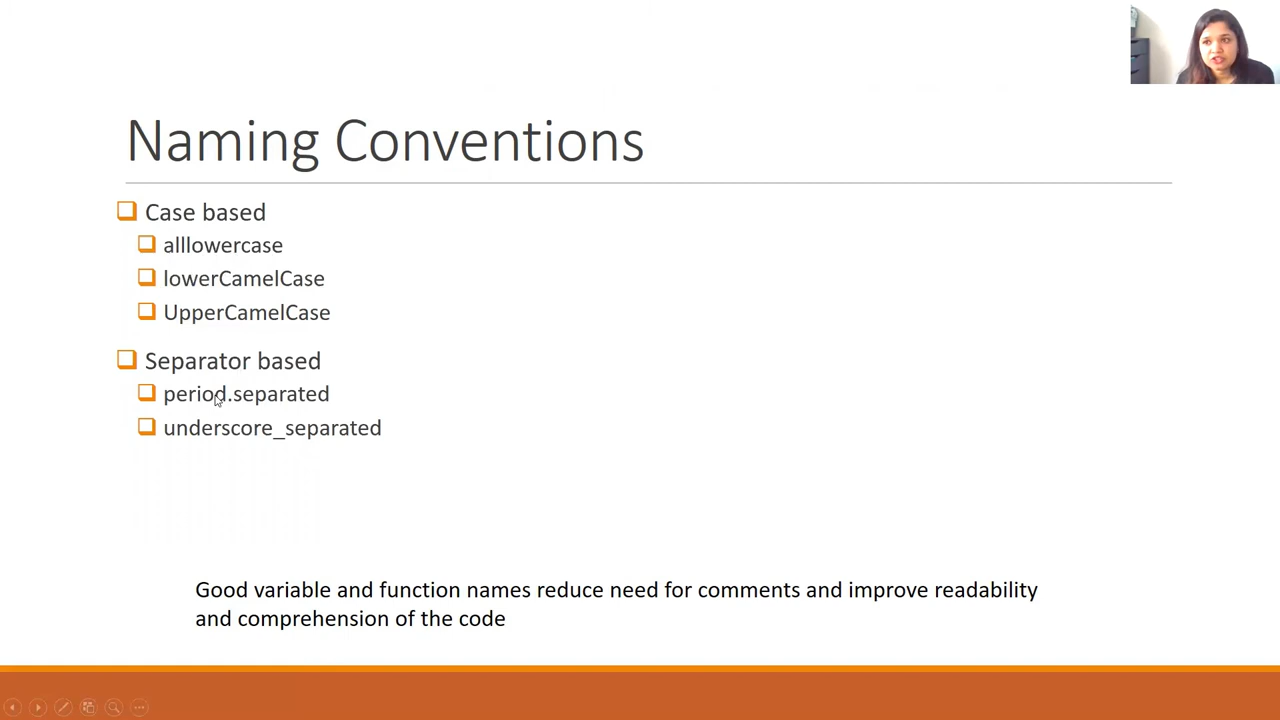 Naming Conventions
Case based
alllowercase
lowerCamelCase
UpperCamelCase
Separator based
period.separated
underscore_separated
Good variable and function names reduce need for comments and improve readability
and comprehension of the code